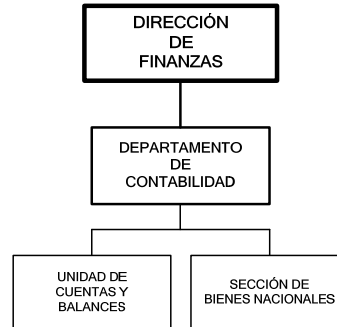 DIRECCIÓN
DE
FINANZAS
DEPARTAMENTO
DE
CONTABILIDAD
UNIDAD DE
CUENTAS Y
BALANCES
SECCIÓN DE
BIENES NACIONALES